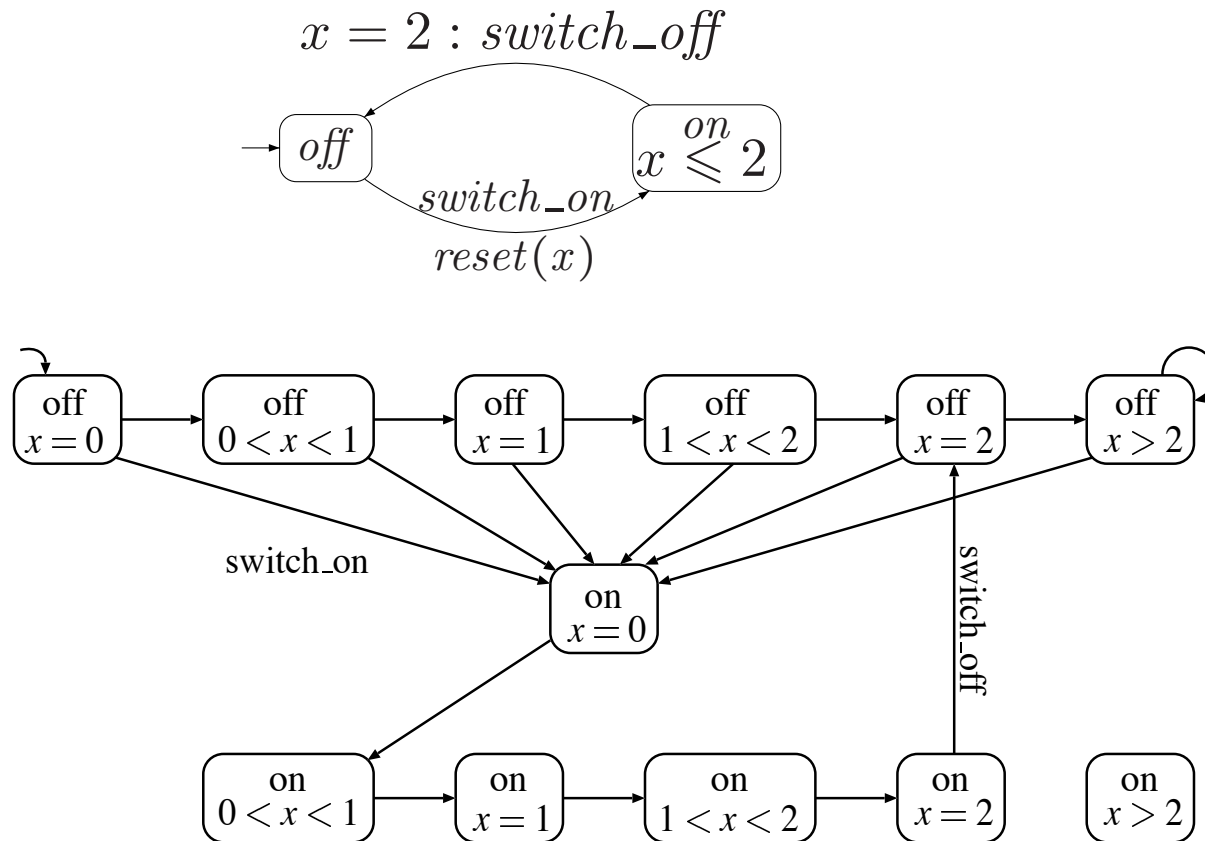 x = 2 : switch_off
off
on
x ⩽ 2
switch_on
reset(x)
off
x = 0
off
0 < x < 1
off
x = 1
off
1 < x < 2
off
x = 2
off
x > 2
switch_on
on
x = 0
switch_off
on
0 < x < 1
on
x = 1
on
1 < x < 2
on
x = 2
on
x > 2